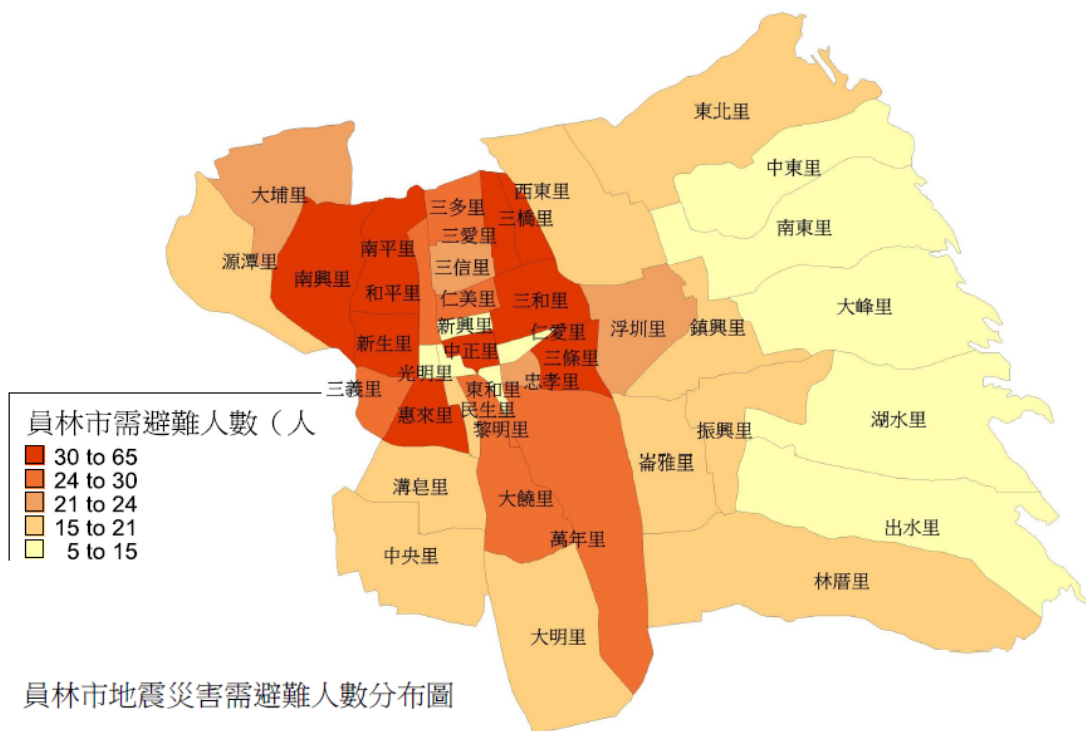 東北里
中東里
西東里
大埔里
三多里
三橋里
南東里
三愛里
南平里
源潭里
三信里
南興里
和平里
仁美里
三和里
大峰里
新興里
仁愛里
浮圳里
鎮興里
新生里
中正里
三條里
光明里
忠孝里
三義里
東和里
民生里
惠來里
黎明里
振興里
湖水里
員林市需避難人數（人
30 to 65
24 to 30
21 to 24
15 to 21
5 to 15
崙雅里
溝皂里
大饒里
出水里
萬年里
中央里
林厝里
大明里
員林市地震災害需避難人數分布圖